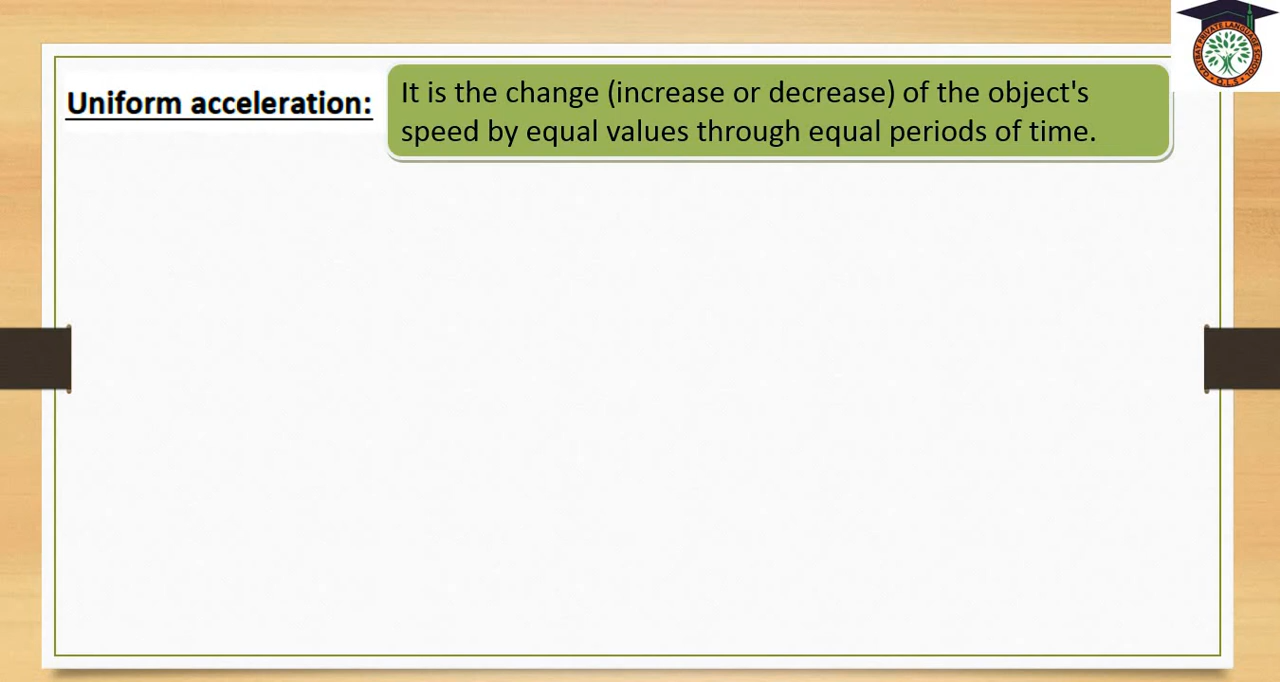 Uniform acceleration:
It is the change (increase or decrease) of the object's
speed by equal values through equal periods of time.